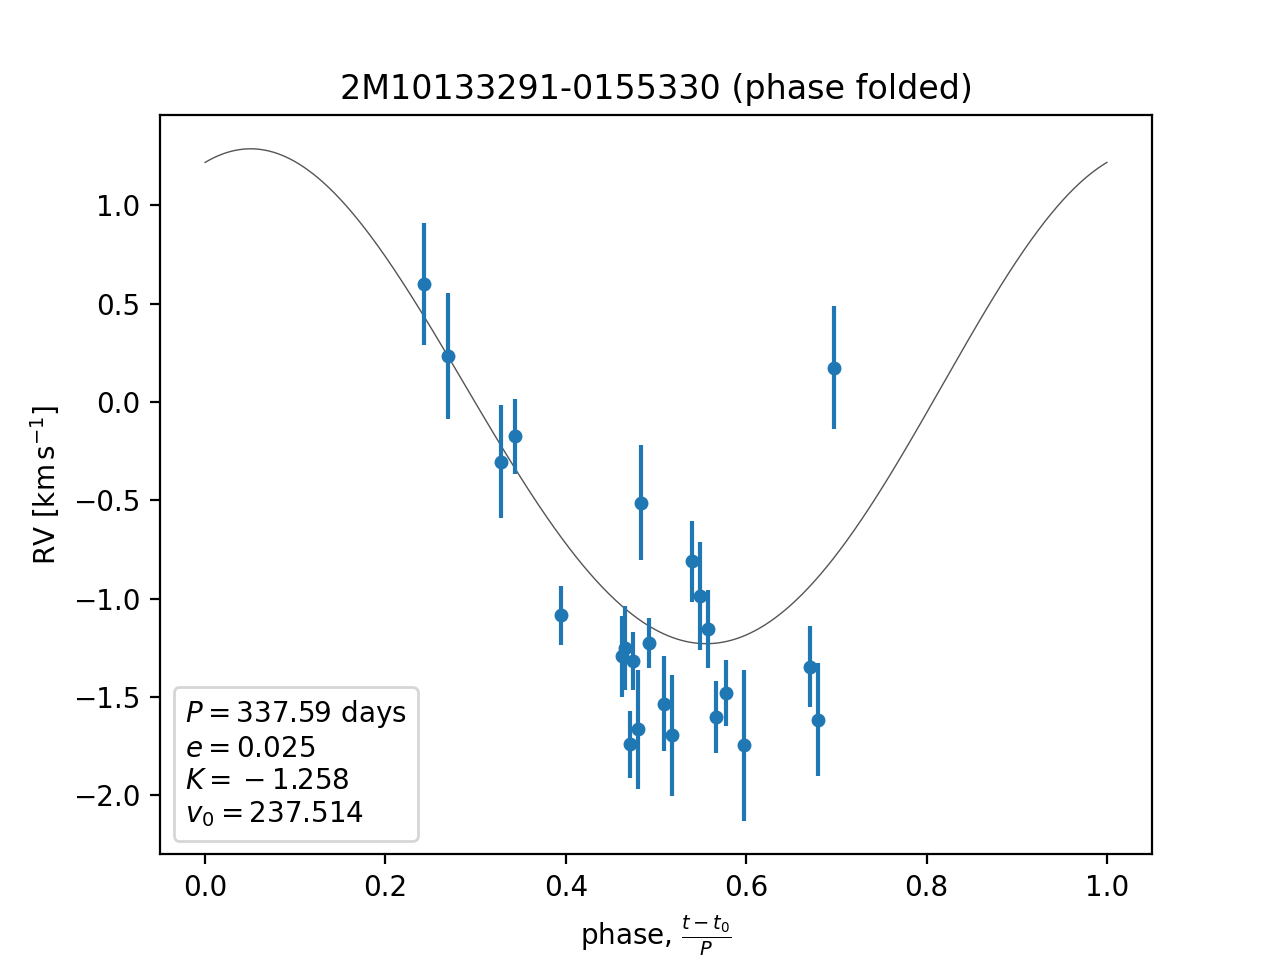 2M10133291-0155330 (phase folded)
RV [km s⁻¹]
1.0
0.5
0.0
−0.5
−1.0
−1.5
−2.0
P = 337.59 days
e = 0.025
K = −1.258
v₀ = 237.514
0.0 0.2 0.4 0.6 0.8 1.0
phase, (t − t₀)/P